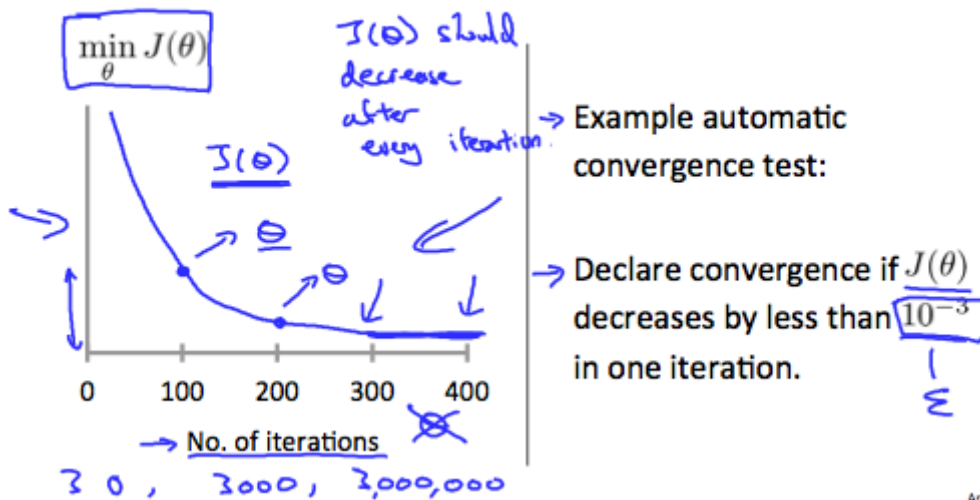 min J(θ)
θ
J(θ) should
decrease
after
every iteration.
J(θ)
θ
θ
0 100 200 300 400
→ No. of iterations
30, 3000, 3,000,000
→ Example automatic
convergence test:
→ Declare convergence if J(θ)
decreases by less than 10⁻³
in one iteration.
ε